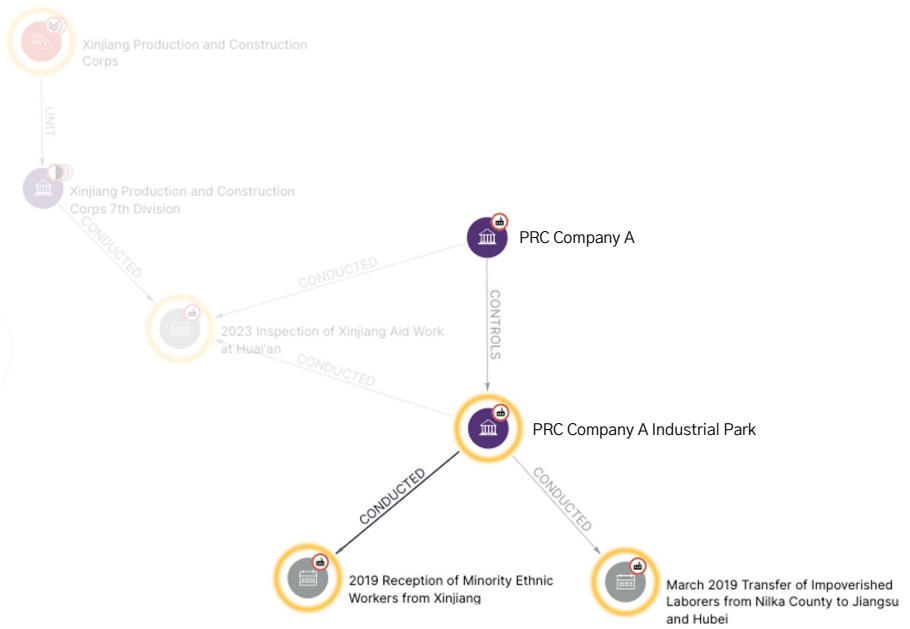 Xinjiang Production and Construction
Corps
UNIT
Xinjiang Production and Construction
Corps 7th Division
CONDUCTED
PRC Company A
CONDUCTED
CONTROLS
2023 Inspection of Xinjiang Aid Work
at Huai'an
CONDUCTED
PRC Company A Industrial Park
CONDUCTED
CONDUCTED
2019 Reception of Minority Ethnic
Workers from Xinjiang
March 2019 Transfer of Impoverished
Laborers from Nilka County to Jiangsu
and Hubei